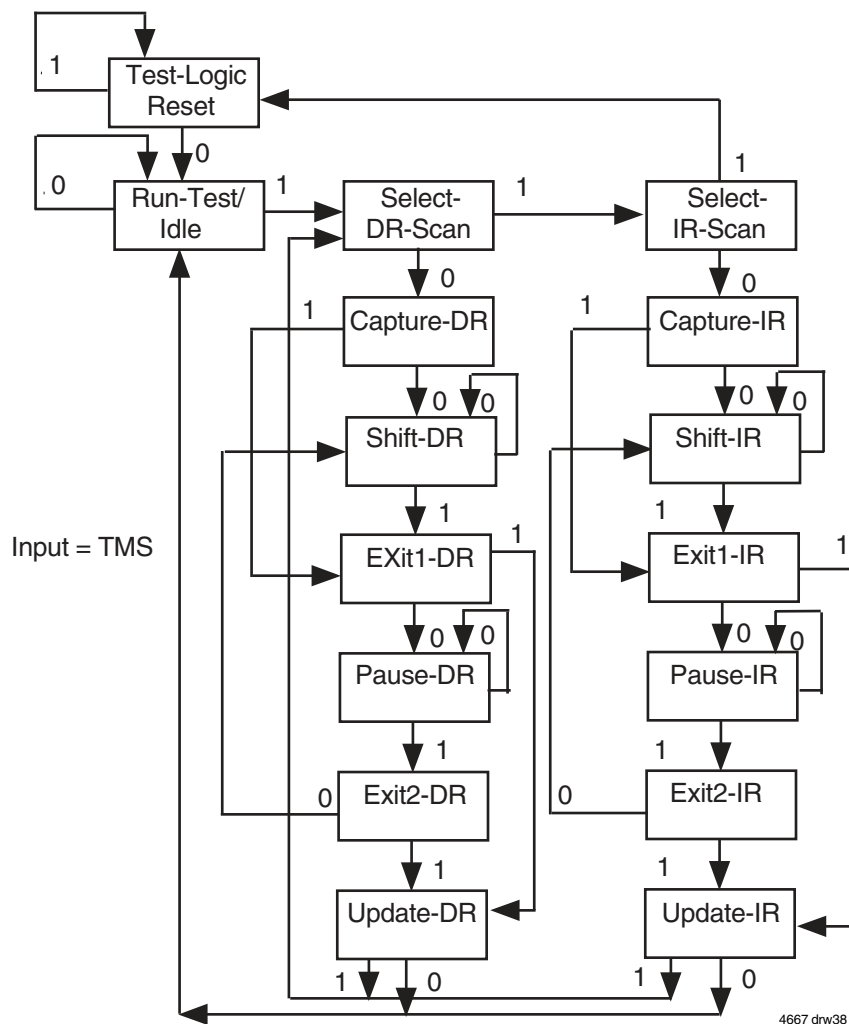 .1
Test-Logic
Reset
0
1
.0
Run-Test/
Idle
1
Select-
DR-Scan
1
Select-
IR-Scan
0
0
1
Capture-DR
1
Capture-IR
0
0
0
0
Shift-DR
Shift-IR
1
1
Input = TMS
EXit1-DR
1
Exit1-IR
1
0
0
0
0
Pause-DR
Pause-IR
1
1
0
Exit2-DR
0
Exit2-IR
1
1
Update-DR
Update-IR
1
0
1
0
4667 drw38